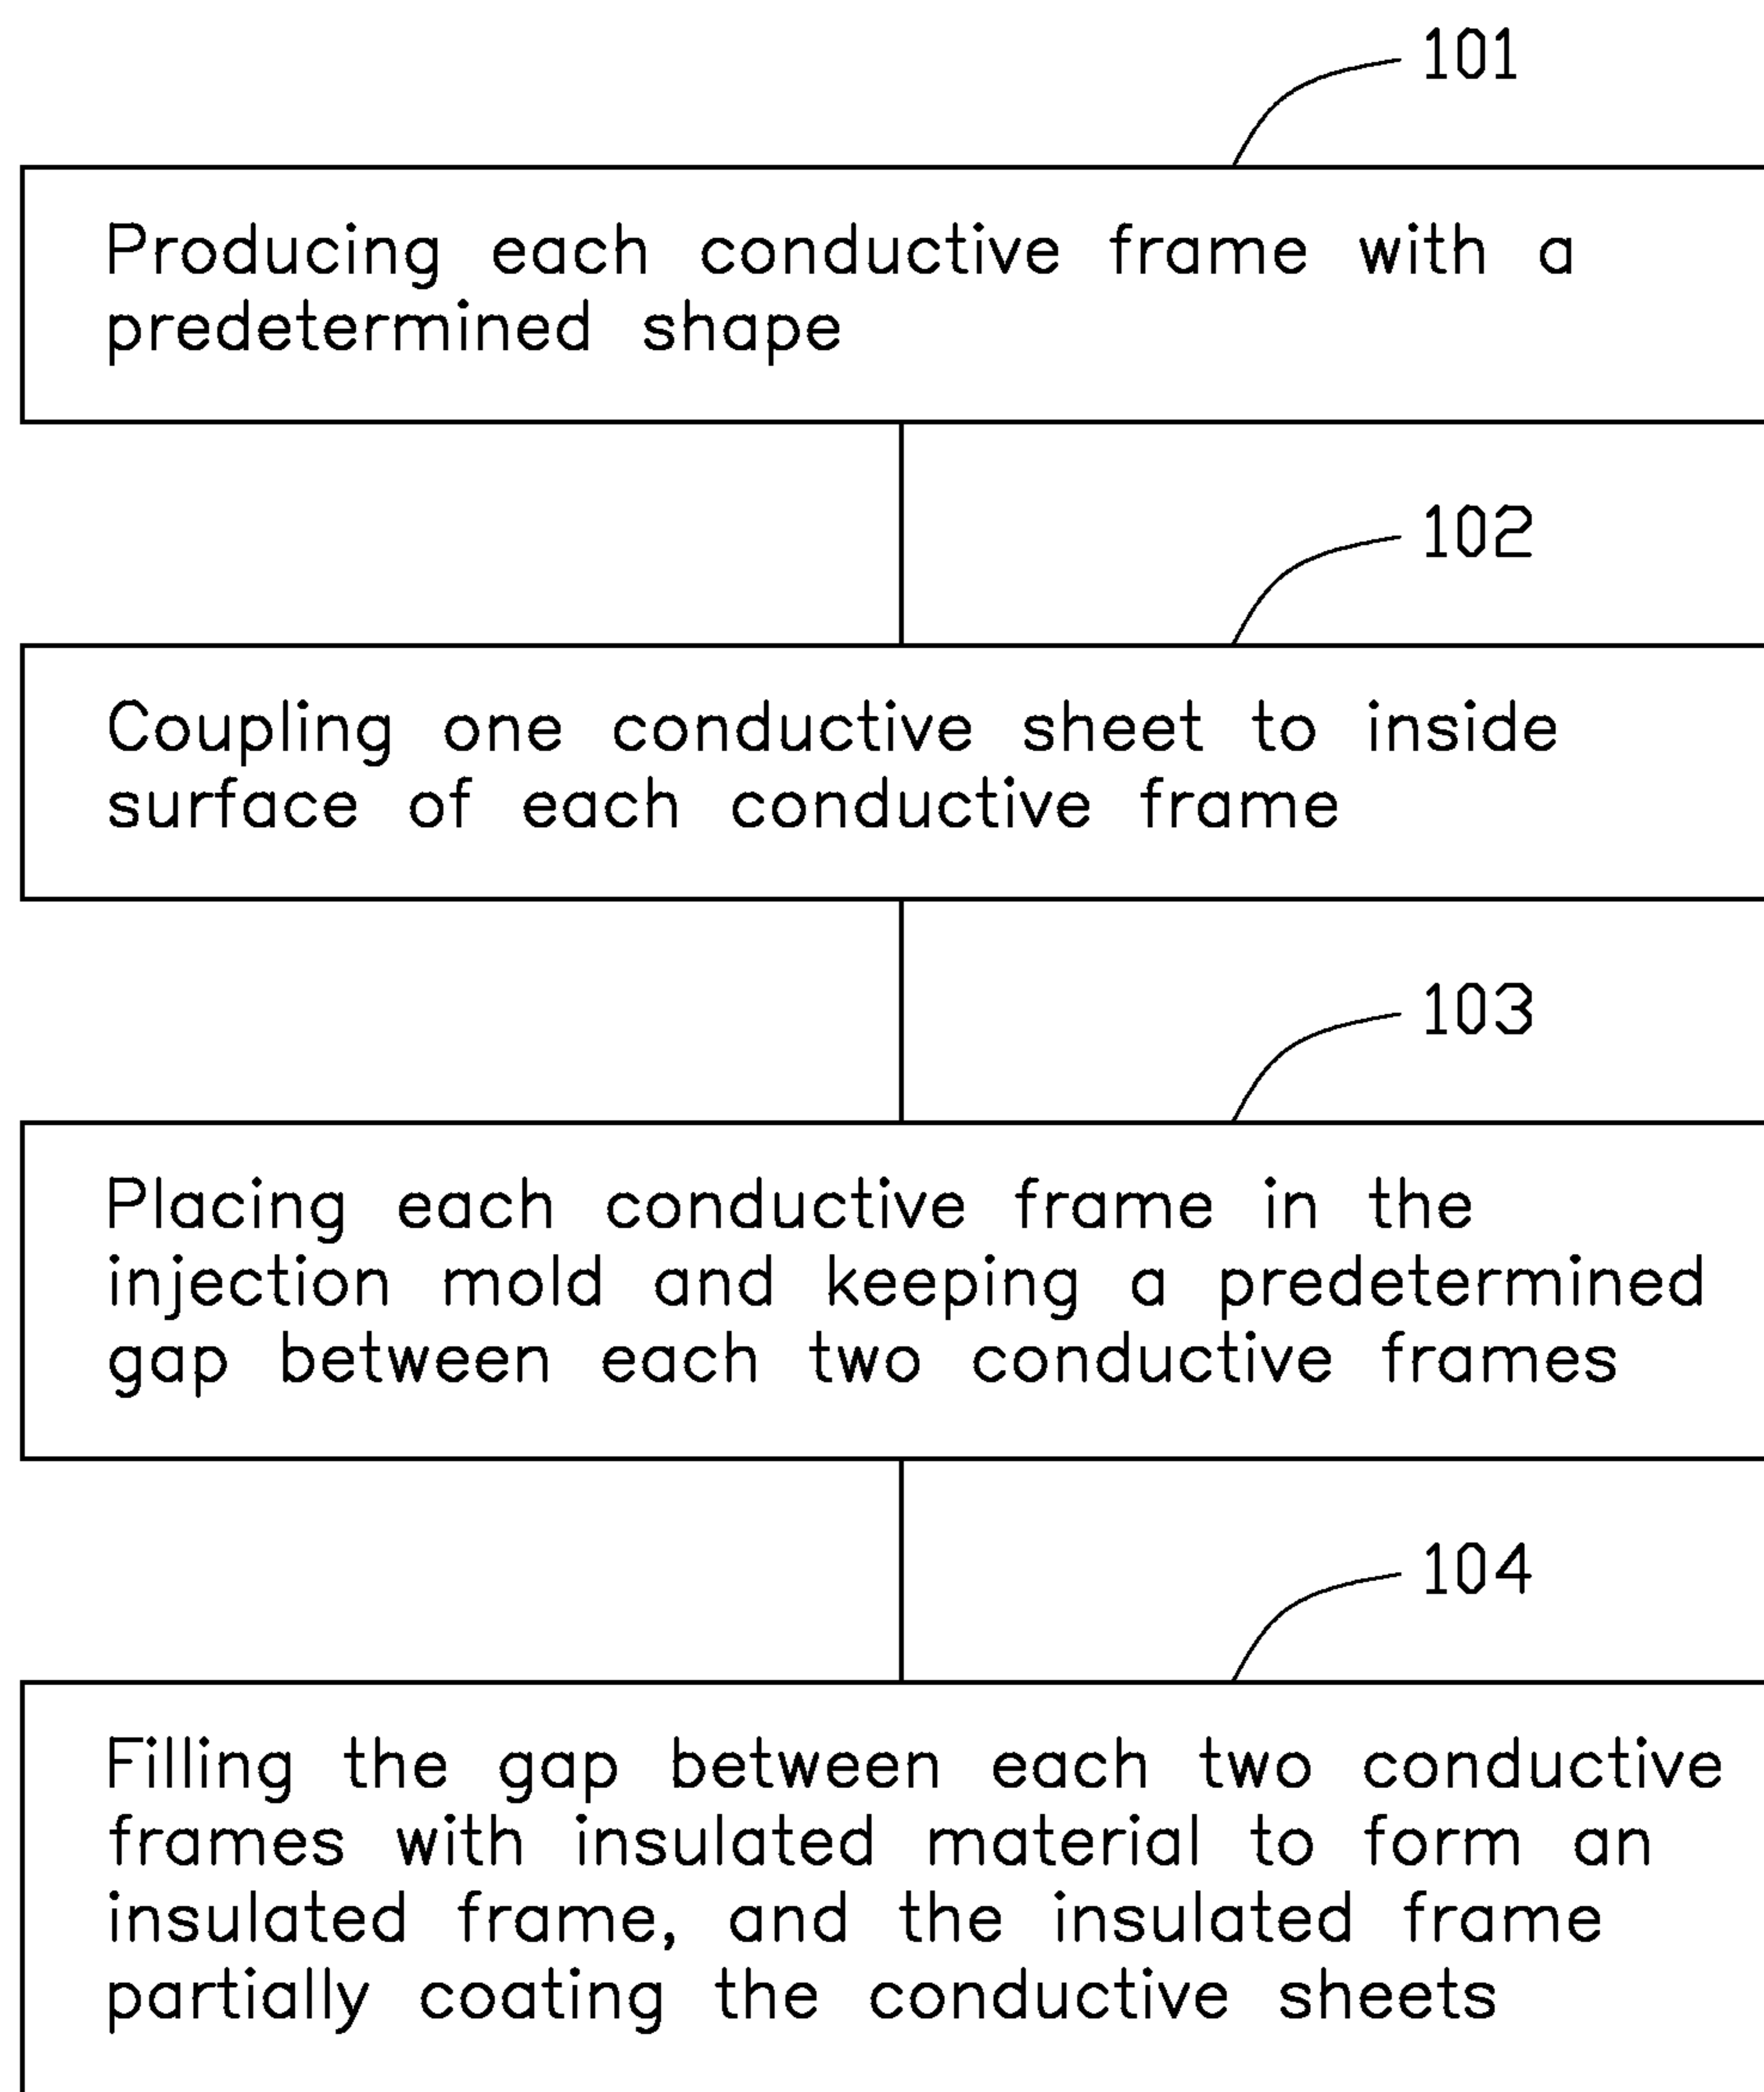 101
Producing each conductive frame with a
predetermined shape
102
Coupling one conductive sheet to inside
surface of each conductive frame
103
Placing each conductive frame in the
injection mold and keeping a predetermined
gap between each two conductive frames
104
Filling the gap between each two conductive
frames with insulated material to form an
insulated frame, and the insulated frame
partially coating the conductive sheets